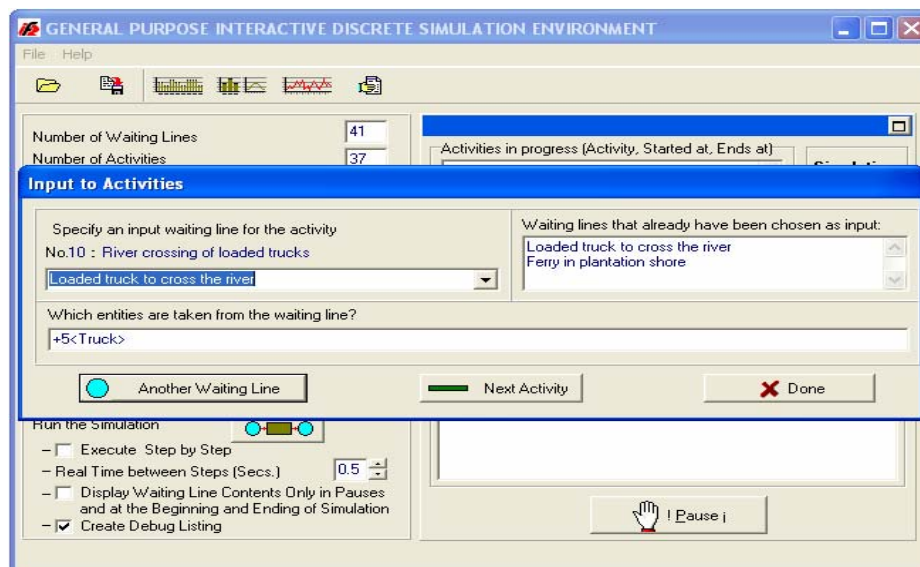 GENERAL PURPOSE INTERACTIVE DISCRETE SIMULATION ENVIRONMENT
File Help
Number of Waiting Lines 41
Number of Activities 37
Activities in progress (Activity, Started at, Ends at)
Input to Activities
Specify an input waiting line for the activity
No.10 : River crossing of loaded trucks
Loaded truck to cross the river
Waiting lines that already have been chosen as input:
Loaded truck to cross the river
Ferry in plantation shore
Which entities are taken from the waiting line?
+5<Truck>
Another Waiting Line
Next Activity
Done
Run the Simulation
Execute Step by Step
Real Time between Steps (Secs.) 0.5
Display Waiting Line Contents Only in Pauses
and at the Beginning and Ending of Simulation
Create Debug Listing
! Pause ¡